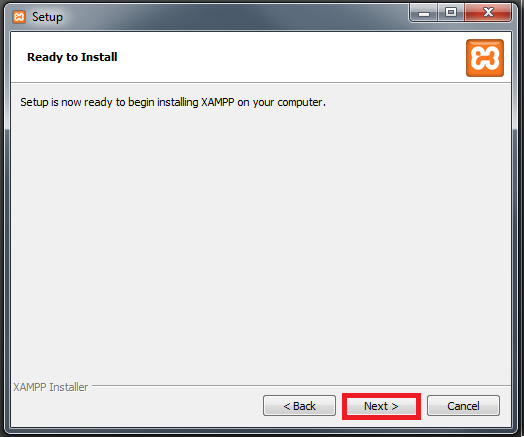 Setup
Ready to Install
Setup is now ready to begin installing XAMPP on your computer.
XAMPP Installer
< Back Next > Cancel